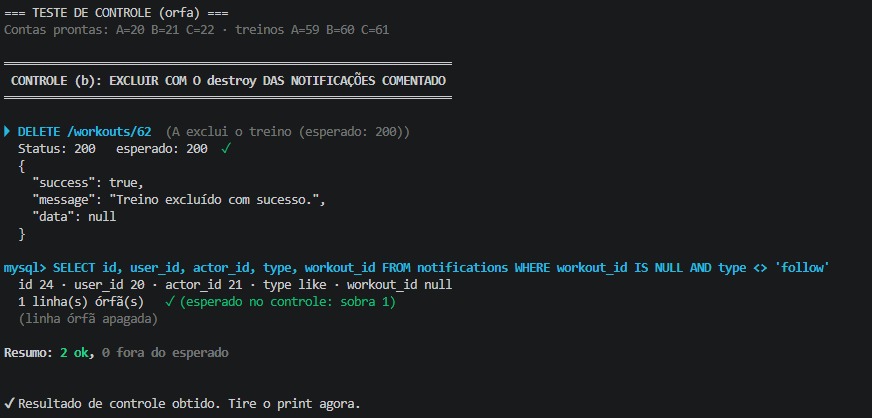 === TESTE DE CONTROLE (orfa) ===
Contas prontas: A=20 B=21 C=22 · treinos A=59 B=60 C=61
CONTROLE (b): EXCLUIR COM O destroy DAS NOTIFICAÇÕES COMENTADO
DELETE /workouts/62 (A exclui o treino (esperado: 200))
Status: 200 esperado: 200 ✓
{
"success": true,
"message": "Treino excluído com sucesso.",
"data": null
}
mysql> SELECT id, user_id, actor_id, type, workout_id FROM notifications WHERE workout_id IS NULL AND type <> 'follow'
id 24 · user_id 20 · actor_id 21 · type like · workout_id null
1 linha(s) órfã(s) ✓ (esperado no controle: sobra 1)
(linha órfã apagada)
Resumo: 2 ok, 0 fora do esperado
✓ Resultado de controle obtido. Tire o print agora.